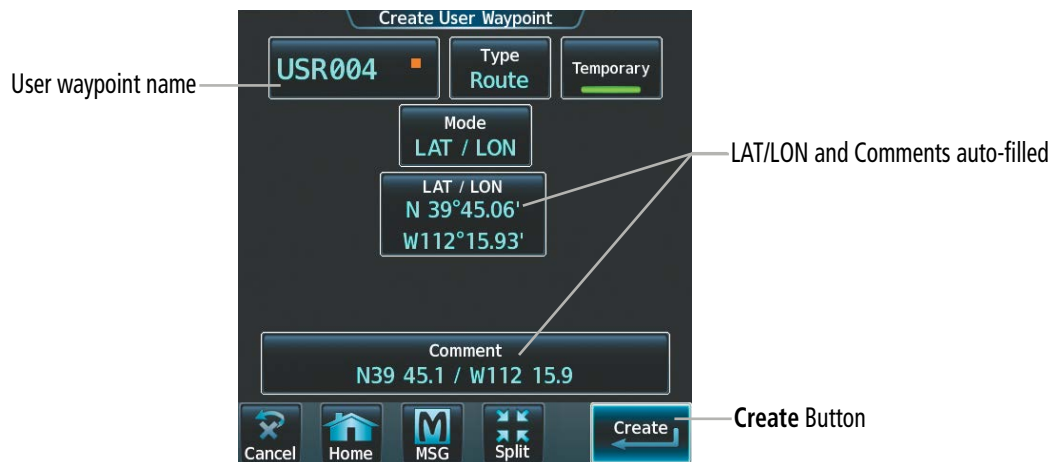 Create User Waypoint
User waypoint name
USR004
Type
Route
Temporary
Mode
LAT / LON
LAT/LON and Comments auto-filled
LAT / LON
N 39°45.06'
W112°15.93'
Comment
N39 45.1 / W112 15.9
Cancel
Home
MSG
Split
Create
Create Button